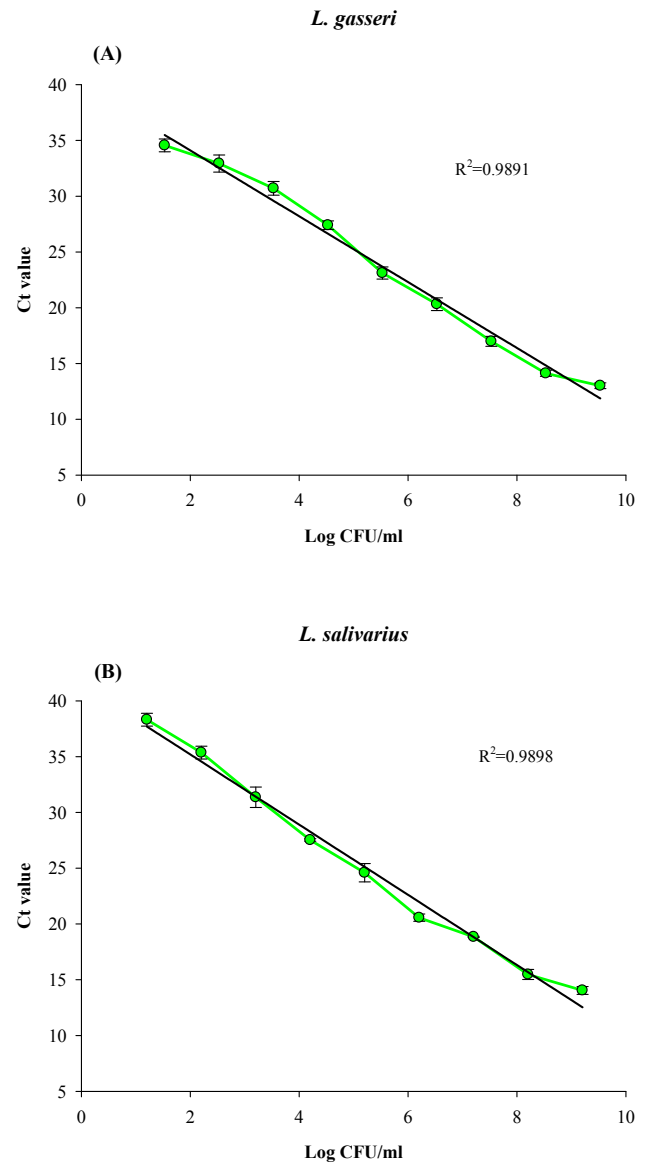 L. gasseri
(A)
40
35
30
25
20
15
10
5
R²=0.9891
Ct value
0 2 4 6 8 10
Log CFU/ml
L. salivarius
(B)
40
35
30
25
20
15
10
5
R²=0.9898
Ct value
0 2 4 6 8 10
Log CFU/ml